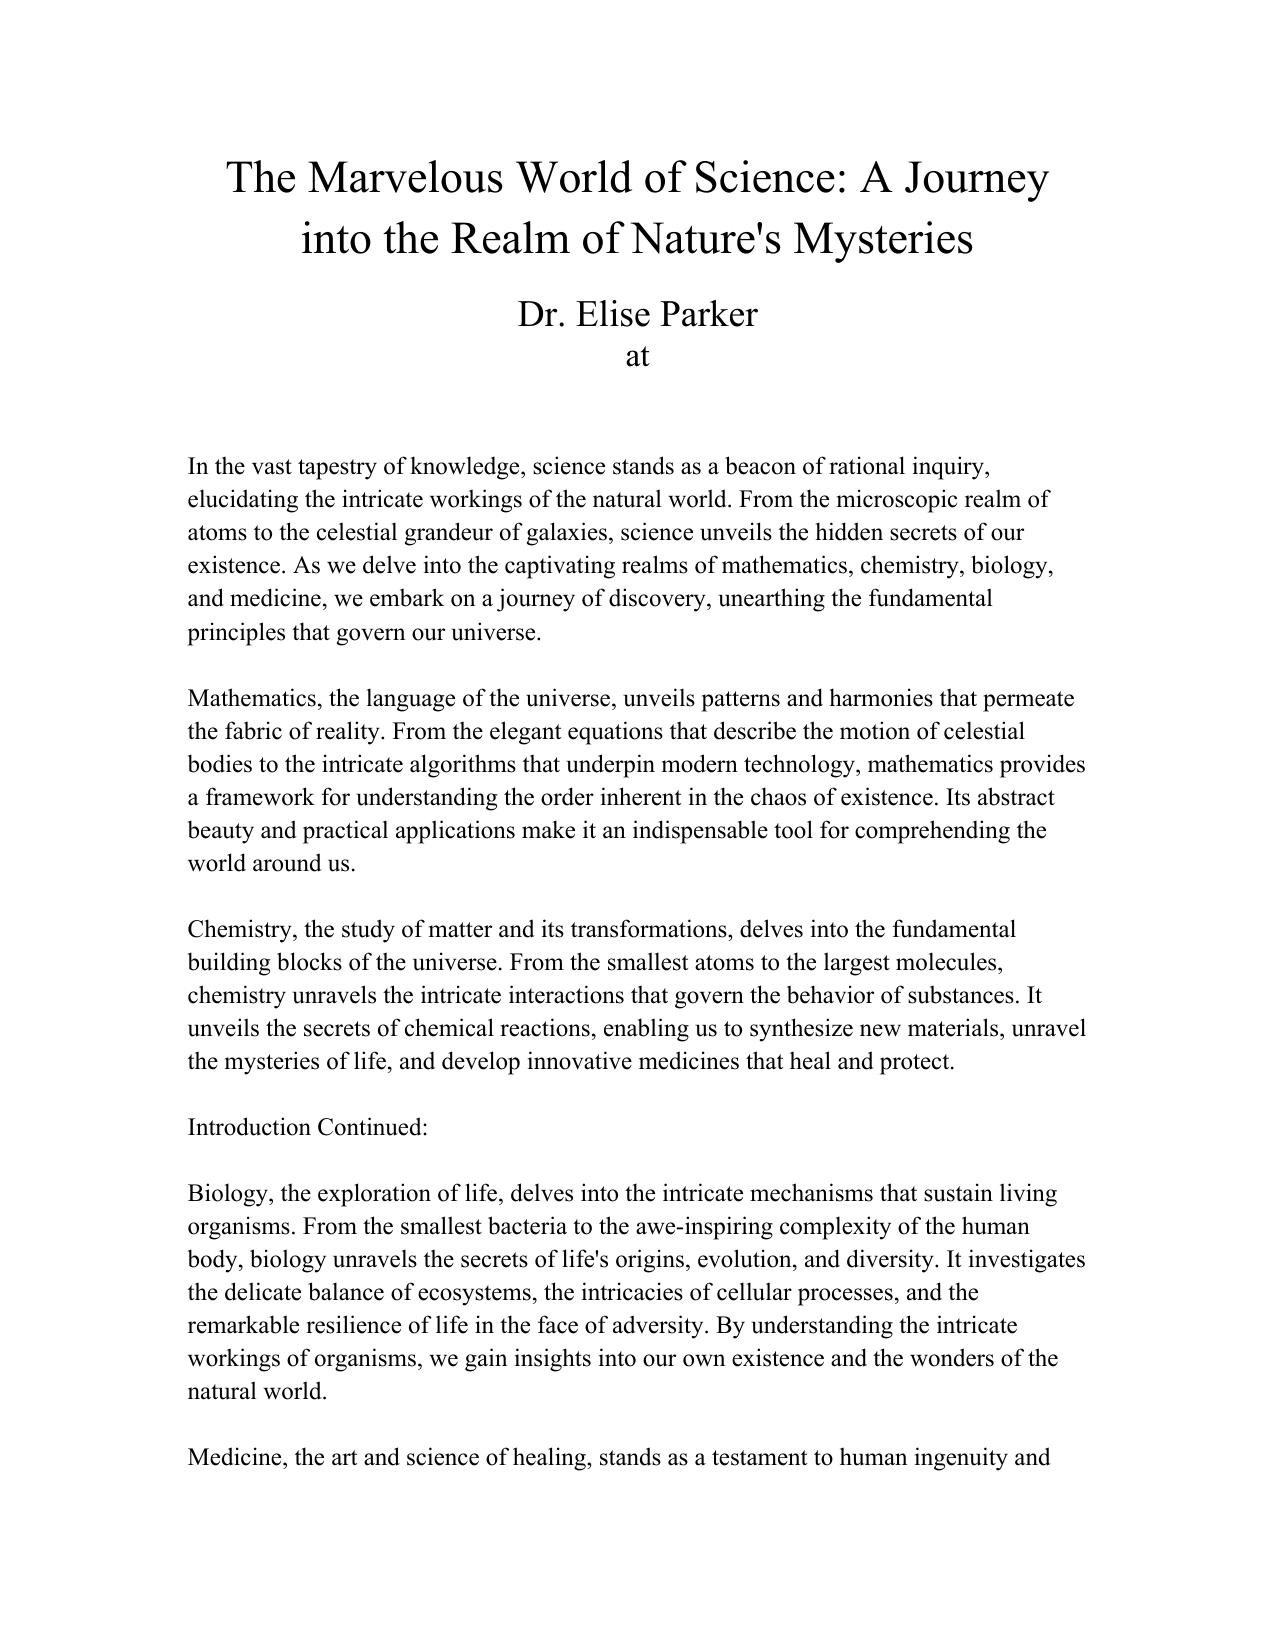 The Marvelous World of Science: A Journey
into the Realm of Nature's Mysteries
Dr. Elise Parker
at
In the vast tapestry of knowledge, science stands as a beacon of rational inquiry,
elucidating the intricate workings of the natural world. From the microscopic realm of
atoms to the celestial grandeur of galaxies, science unveils the hidden secrets of our
existence. As we delve into the captivating realms of mathematics, chemistry, biology,
and medicine, we embark on a journey of discovery, unearthing the fundamental
principles that govern our universe.
Mathematics, the language of the universe, unveils patterns and harmonies that permeate
the fabric of reality. From the elegant equations that describe the motion of celestial
bodies to the intricate algorithms that underpin modern technology, mathematics provides
a framework for understanding the order inherent in the chaos of existence. Its abstract
beauty and practical applications make it an indispensable tool for comprehending the
world around us.
Chemistry, the study of matter and its transformations, delves into the fundamental
building blocks of the universe. From the smallest atoms to the largest molecules,
chemistry unravels the intricate interactions that govern the behavior of substances. It
unveils the secrets of chemical reactions, enabling us to synthesize new materials, unravel
the mysteries of life, and develop innovative medicines that heal and protect.
Introduction Continued:
Biology, the exploration of life, delves into the intricate mechanisms that sustain living
organisms. From the smallest bacteria to the awe-inspiring complexity of the human
body, biology unravels the secrets of life's origins, evolution, and diversity. It investigates
the delicate balance of ecosystems, the intricacies of cellular processes, and the
remarkable resilience of life in the face of adversity. By understanding the intricate
workings of organisms, we gain insights into our own existence and the wonders of the
natural world.
Medicine, the art and science of healing, stands as a testament to human ingenuity and